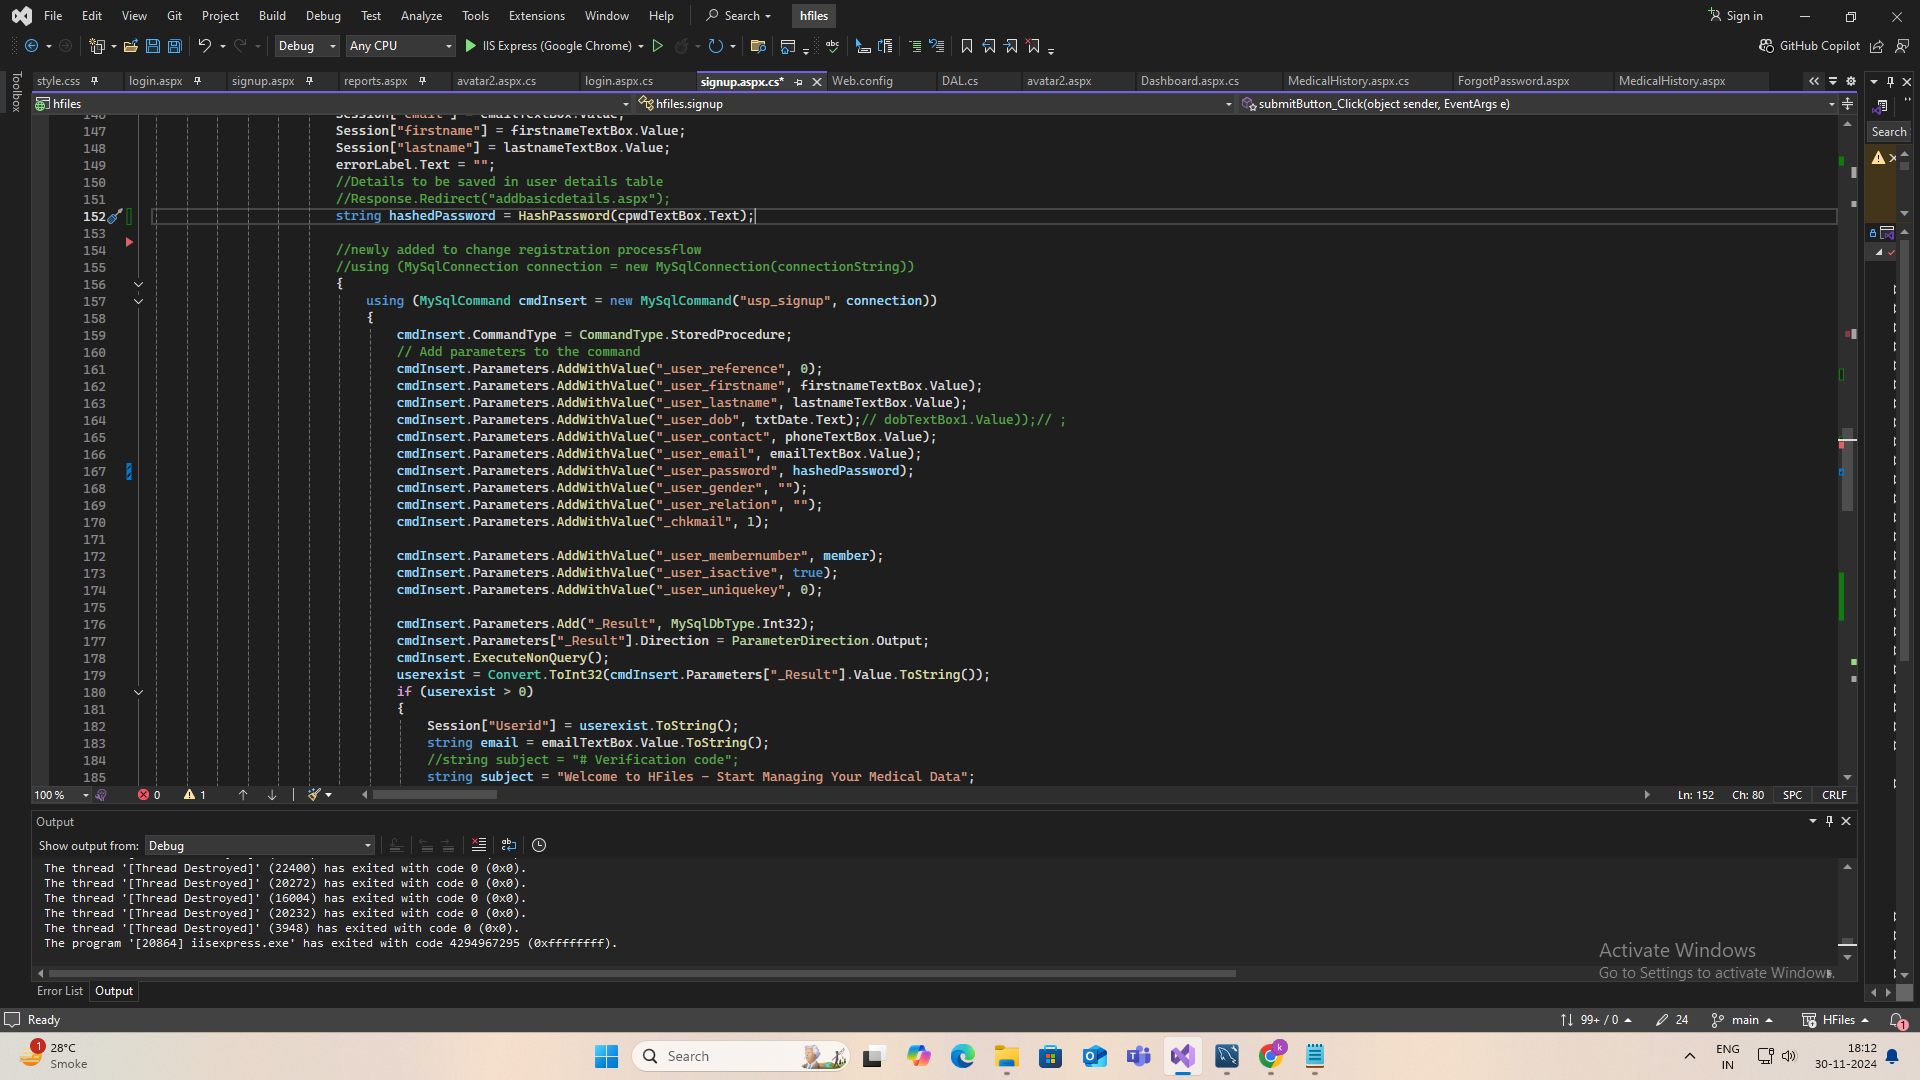 File Edit View Git Project Build Debug Test Analyze Tools Extensions Window Help Search hfiles Sign in
Debug Any CPU IIS Express (Google Chrome) GitHub Copilot
style.css login.aspx signup.aspx reports.aspx avatar2.aspx.cs login.aspx.cs signup.aspx.cs* Web.config DAL.cs avatar2.aspx Dashboard.aspx.cs MedicalHistory.aspx.cs ForgotPassword.aspx MedicalHistory.aspx
Toolbox
hfiles hfiles.signup submitButton_Click(object sender, EventArgs e)
Search
147 Session["firstname"] = firstnameTextBox.Value;
148 Session["lastname"] = lastnameTextBox.Value;
149 errorLabel.Text = "";
150 //Details to be saved in user details table
151 //Response.Redirect("addbasicdetails.aspx");
152 string hashedPassword = HashPassword(cpwdTextBox.Text);
153
154 //newly added to change registration processflow
155 //using (MySqlConnection connection = new MySqlConnection(connectionString))
156 {
157 using (MySqlCommand cmdInsert = new MySqlCommand("usp_signup", connection))
158 {
159 cmdInsert.CommandType = CommandType.StoredProcedure;
160 // Add parameters to the command
161 cmdInsert.Parameters.AddWithValue("_user_reference", 0);
162 cmdInsert.Parameters.AddWithValue("_user_firstname", firstnameTextBox.Value);
163 cmdInsert.Parameters.AddWithValue("_user_lastname", lastnameTextBox.Value);
164 cmdInsert.Parameters.AddWithValue("_user_dob", txtDate.Text);// dobTextBox1.Value));// ;
165 cmdInsert.Parameters.AddWithValue("_user_contact", phoneTextBox.Value);
166 cmdInsert.Parameters.AddWithValue("_user_email", emailTextBox.Value);
167 cmdInsert.Parameters.AddWithValue("_user_password", hashedPassword);
168 cmdInsert.Parameters.AddWithValue("_user_gender", "");
169 cmdInsert.Parameters.AddWithValue("_user_relation", "");
170 cmdInsert.Parameters.AddWithValue("_chkmail", 1);
171
172 cmdInsert.Parameters.AddWithValue("_user_membernumber", member);
173 cmdInsert.Parameters.AddWithValue("_user_isactive", true);
174 cmdInsert.Parameters.AddWithValue("_user_uniquekey", 0);
175
176 cmdInsert.Parameters.Add("_Result", MySqlDbType.Int32);
177 cmdInsert.Parameters["_Result"].Direction = ParameterDirection.Output;
178 cmdInsert.ExecuteNonQuery();
179 userexist = Convert.ToInt32(cmdInsert.Parameters["_Result"].Value.ToString());
180 if (userexist > 0)
181 {
182 Session["Userid"] = userexist.ToString();
183 string email = emailTextBox.Value.ToString();
184 //string subject = "# Verification code";
185 string subject = "Welcome to HFiles - Start Managing Your Medical Data";
100 % 0 1 Ln: 152 Ch: 80 SPC CRLF
Output
Show output from: Debug
The thread '[Thread Destroyed]' (22400) has exited with code 0 (0x0).
The thread '[Thread Destroyed]' (20272) has exited with code 0 (0x0).
The thread '[Thread Destroyed]' (16004) has exited with code 0 (0x0).
The thread '[Thread Destroyed]' (20232) has exited with code 0 (0x0).
The thread '[Thread Destroyed]' (3948) has exited with code 0 (0x0).
The program '[20864] iisexpress.exe' has exited with code 4294967295 (0xffffffff).
Activate Windows
Go to Settings to activate Windows.
Error List Output
Ready 99+ / 0 24 main HFiles 1
1 28°C
Smoke
Search
ENG
IN
18:12
30-11-2024